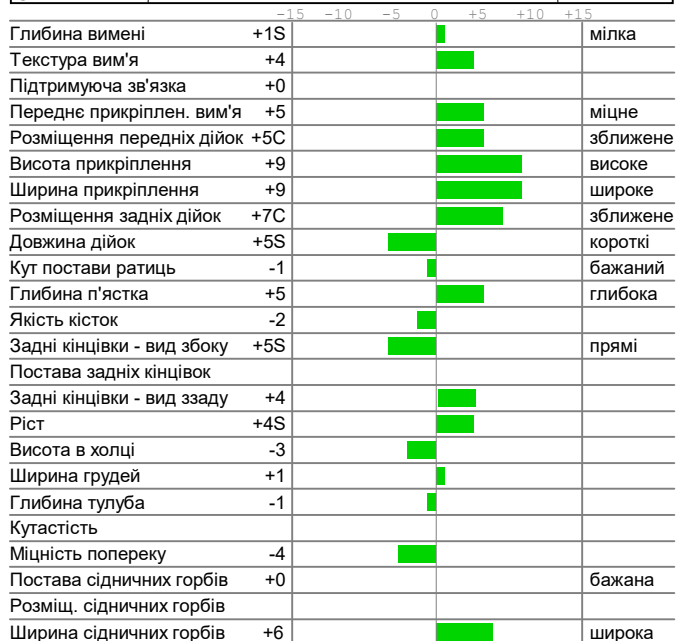 -15 -10 -5 0 +5 +10 +15
Глибина вимені +1S мілка
Текстура вим'я +4
Підтримуюча зв'язка +0
Переднє прикріплен. вим'я +5 міцне
Розміщення передніх дійок +5C зближене
Висота прикріплення +9 високе
Ширина прикріплення +9 широке
Розміщення задніх дійок +7C зближене
Довжина дійок +5S короткі
Кут постави ратиць -1 бажаний
Глибина п'ястка +5 глибока
Якість кісток -2
Задні кінцівки - вид збоку +5S прямі
Постава задніх кінцівок
Задні кінцівки - вид ззаду +4
Ріст +4S
Висота в холці -3
Ширина грудей +1
Глибина тулуба -1
Кутастість
Міцність попереку -4
Постава сідничних горбів +0 бажана
Розміщ. сідничних горбів
Ширина сідничних горбів +6 широка